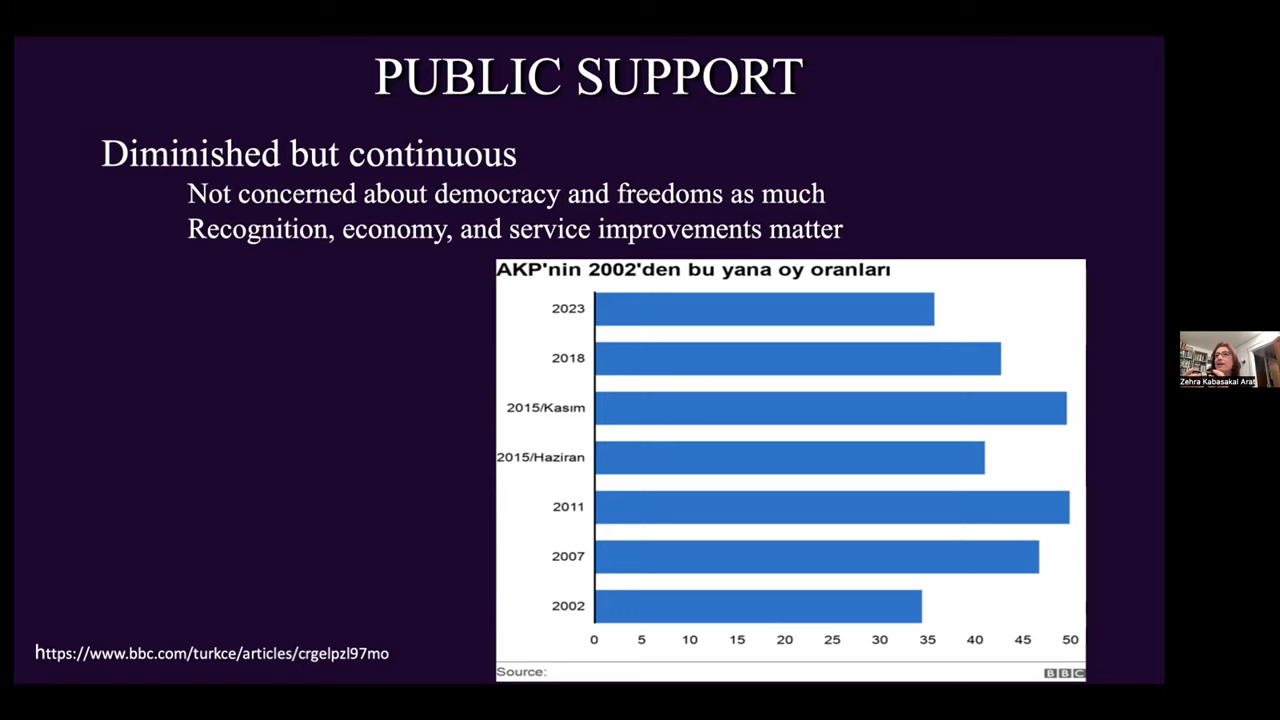 PUBLIC SUPPORT
Diminished but continuous
Not concerned about democracy and freedoms as much
Recognition, economy, and service improvements matter
AKP'nin 2002'den bu yana oy oranları
2023
2018
2015/Kasım
2015/Haziran
2011
2007
2002
0 5 10 15 20 25 30 35 40 45 50
Source:
BBC
https://www.bbc.com/turkce/articles/crgelpzl97mo
Zehra Kabasakal Arat